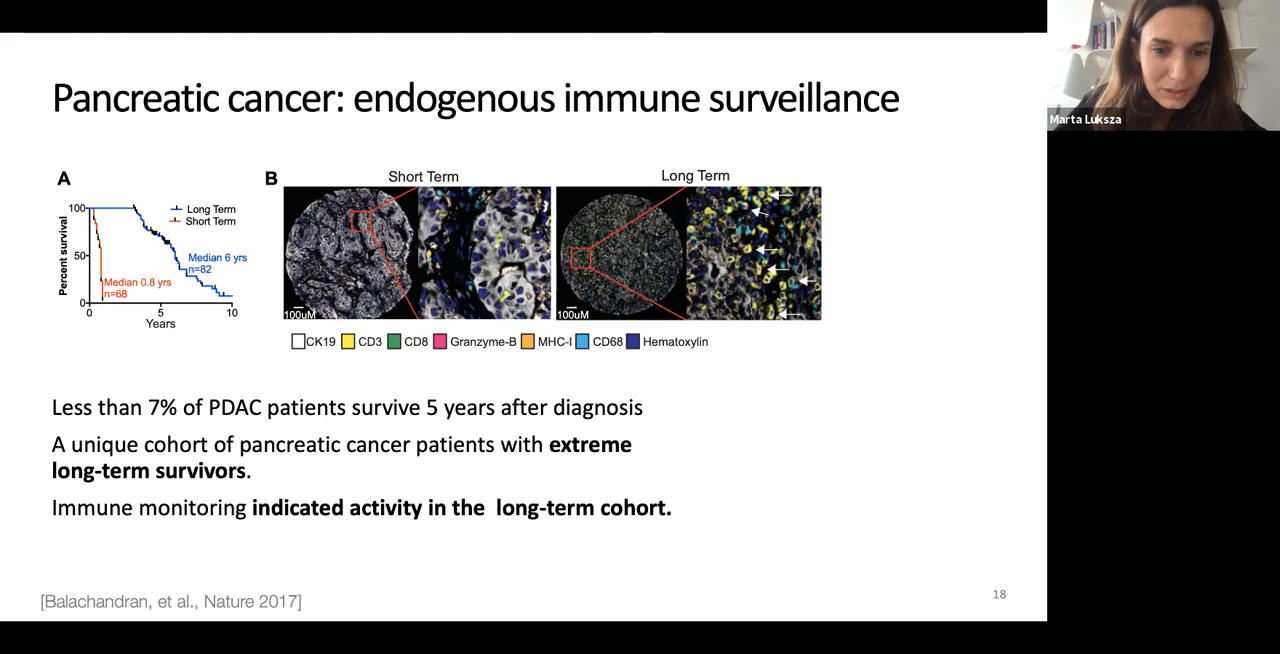 Pancreatic cancer: endogenous immune surveillance
Marta Luksza
A
B
Short Term
Long Term
Percent survival
100
50
0
Long Term
Short Term
Median 6 yrs
n=82
Median 0.8 yrs
n=68
0
5
10
Years
100uM
100uM
CK19
CD3
CD8
Granzyme-B
MHC-I
CD68
Hematoxylin
Less than 7% of PDAC patients survive 5 years after diagnosis
A unique cohort of pancreatic cancer patients with extreme
long-term survivors.
Immune monitoring indicated activity in the long-term cohort.
[Balachandran, et al., Nature 2017]
18